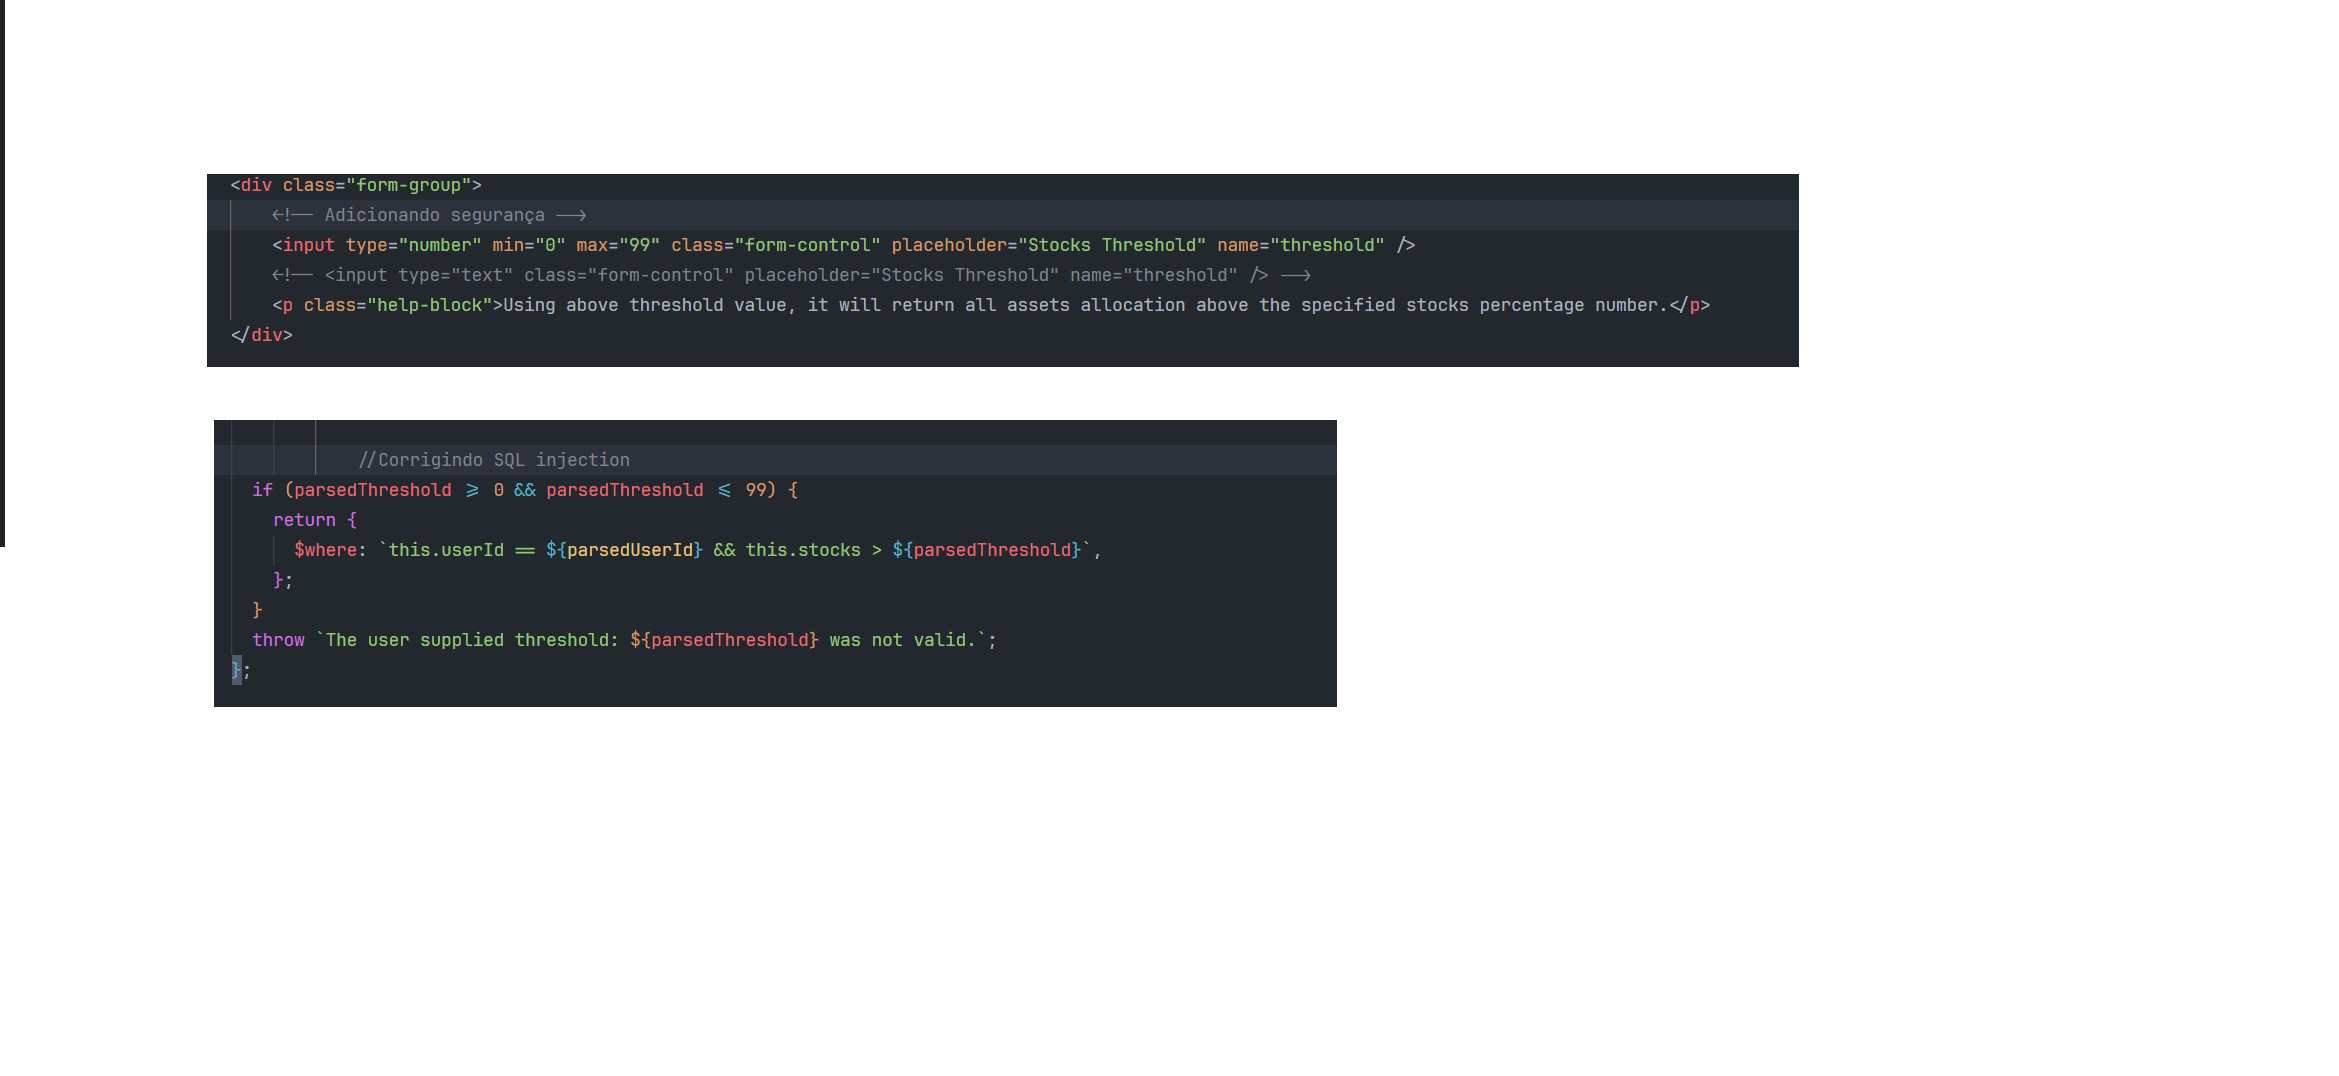 <div class="form-group">
<!-- Adicionando segurança -->
<input type="number" min="0" max="99" class="form-control" placeholder="Stocks Threshold" name="threshold" />
<!-- <input type="text" class="form-control" placeholder="Stocks Threshold" name="threshold" /> -->
<p class="help-block">Using above threshold value, it will return all assets allocation above the specified stocks percentage number.</p>
</div>
//Corrigindo SQL injection
if (parsedThreshold >= 0 && parsedThreshold <= 99) {
return {
$where: `this.userId == ${parsedUserId} && this.stocks > ${parsedThreshold}`,
};
}
throw `The user supplied threshold: ${parsedThreshold} was not valid.`;
};